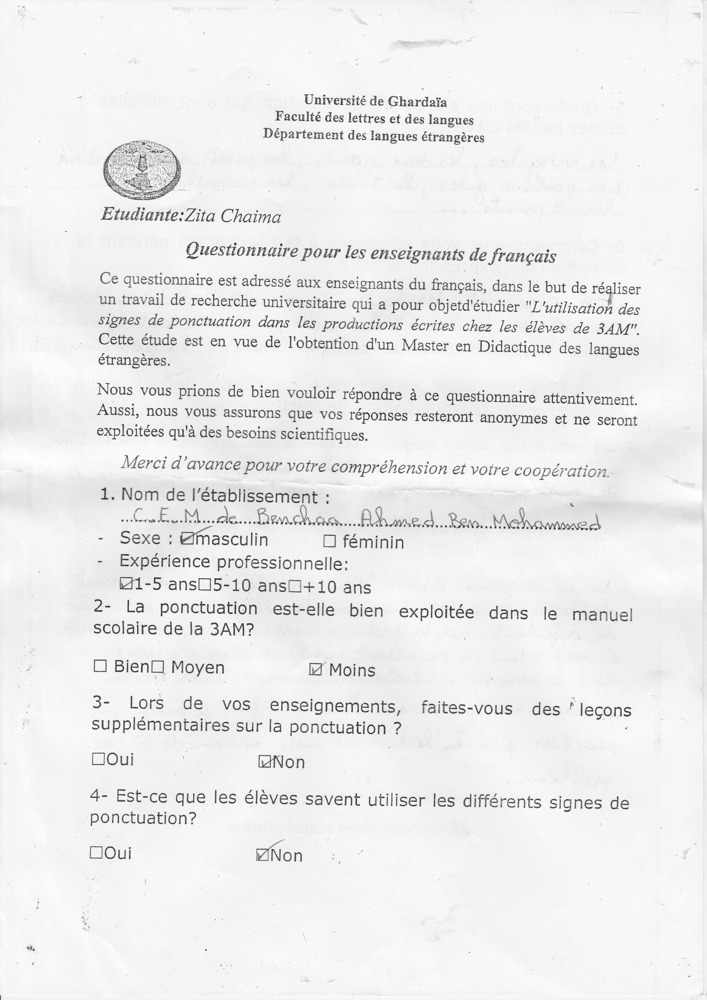 Université de Ghardaïa
Faculté des lettres et des langues
Département des langues étrangères
Etudiante:Zita Chaima
Questionnaire pour les enseignants de français
Ce questionnaire est adressé aux enseignants du français, dans le but de réaliser
un travail de recherche universitaire qui a pour objetd'étudier "L'utilisation des
signes de ponctuation dans les productions écrites chez les élèves de 3AM".
Cette étude est en vue de l'obtention d'un Master en Didactique des langues
étrangères.
Nous vous prions de bien vouloir répondre à ce questionnaire attentivement.
Aussi, nous vous assurons que vos réponses resteront anonymes et ne seront
exploitées qu'à des besoins scientifiques.
Merci d'avance pour votre compréhension et votre coopération.
1. Nom de l'établissement :
C.E.M de Benchaa Ahmed Ben Mohammed
- Sexe : ☑masculin ☐ féminin
- Expérience professionnelle:
☑1-5 ans☐5-10 ans☐+10 ans
2- La ponctuation est-elle bien exploitée dans le manuel
scolaire de la 3AM?
☐ Bien☐ Moyen ☑ Moins
3- Lors de vos enseignements, faites-vous des leçons
supplémentaires sur la ponctuation ?
☐Oui ☑Non
4- Est-ce que les élèves savent utiliser les différents signes de
ponctuation?
☐Oui ☑Non